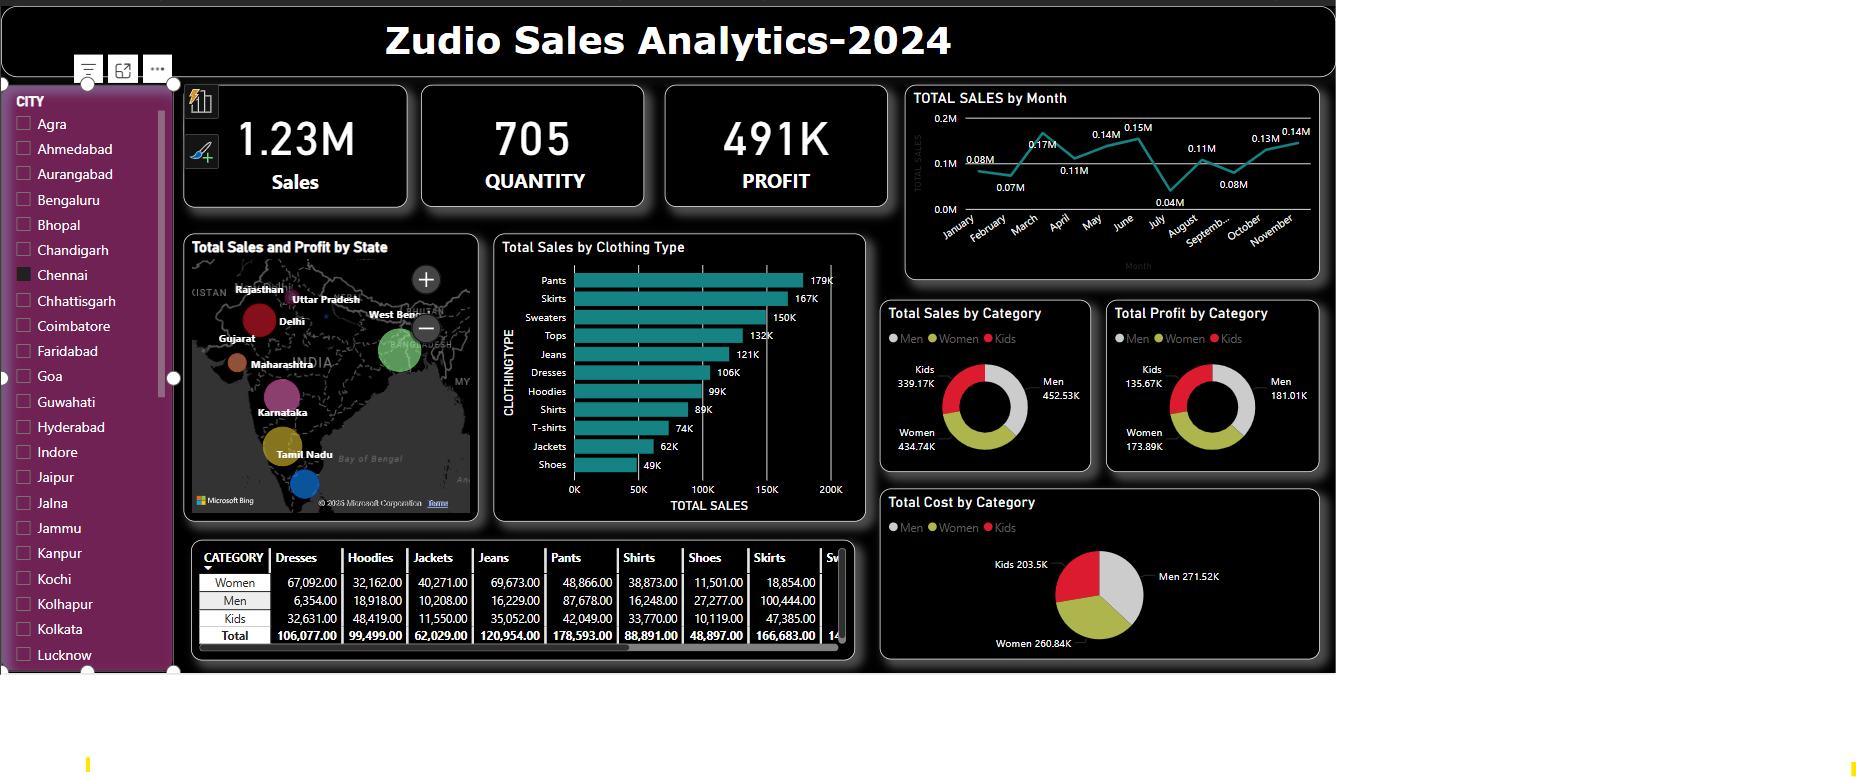 Zudio Sales Analytics-2024
CITY
Agra
Ahmedabad
Aurangabad
Bengaluru
Bhopal
Chandigarh
Chennai
Chhattisgarh
Coimbatore
Faridabad
Goa
Guwahati
Hyderabad
Indore
Jaipur
Jalna
Jammu
Kanpur
Kochi
Kolhapur
Kolkata
Lucknow
1.23M
Sales
705
QUANTITY
491K
PROFIT
TOTAL SALES by Month
TOTAL SALES
0.2M
0.1M
0.0M
0.08M
0.07M
0.17M
0.11M
0.14M
0.15M
0.04M
0.11M
0.08M
0.13M
0.14M
January
February
March
April
May
June
July
August
Septemb...
October
November
Month
Total Sales and Profit by State
Rajasthan
Uttar Pradesh
Delhi
West Ben
Gujarat
Maharashtra
INDIA
BANGLADESH
MY
Karnataka
Tamil Nadu
Bay of Bengal
Microsoft Bing
© 2025 Microsoft Corporation Terms
Total Sales by Clothing Type
CLOTHINGTYPE
Pants 179K
Skirts 167K
Sweaters 150K
Tops 132K
Jeans 121K
Dresses 106K
Hoodies 99K
Shirts 89K
T-shirts 74K
Jackets 62K
Shoes 49K
0K 50K 100K 150K 200K
TOTAL SALES
Total Sales by Category
Men Women Kids
Kids
339.17K
Men
452.53K
Women
434.74K
Total Profit by Category
Men Women Kids
Kids
135.67K
Men
181.01K
Women
173.89K
CATEGORY Dresses Hoodies Jackets Jeans Pants Shirts Shoes Skirts Sw
Women 67,092.00 32,162.00 40,271.00 69,673.00 48,866.00 38,873.00 11,501.00 18,854.00
Men 6,354.00 18,918.00 10,208.00 16,229.00 87,678.00 16,248.00 27,277.00 100,444.00
Kids 32,631.00 48,419.00 11,550.00 35,052.00 42,049.00 33,770.00 10,119.00 47,385.00
Total 106,077.00 99,499.00 62,029.00 120,954.00 178,593.00 88,891.00 48,897.00 166,683.00 14
Total Cost by Category
Men Women Kids
Kids 203.5K
Men 271.52K
Women 260.84K